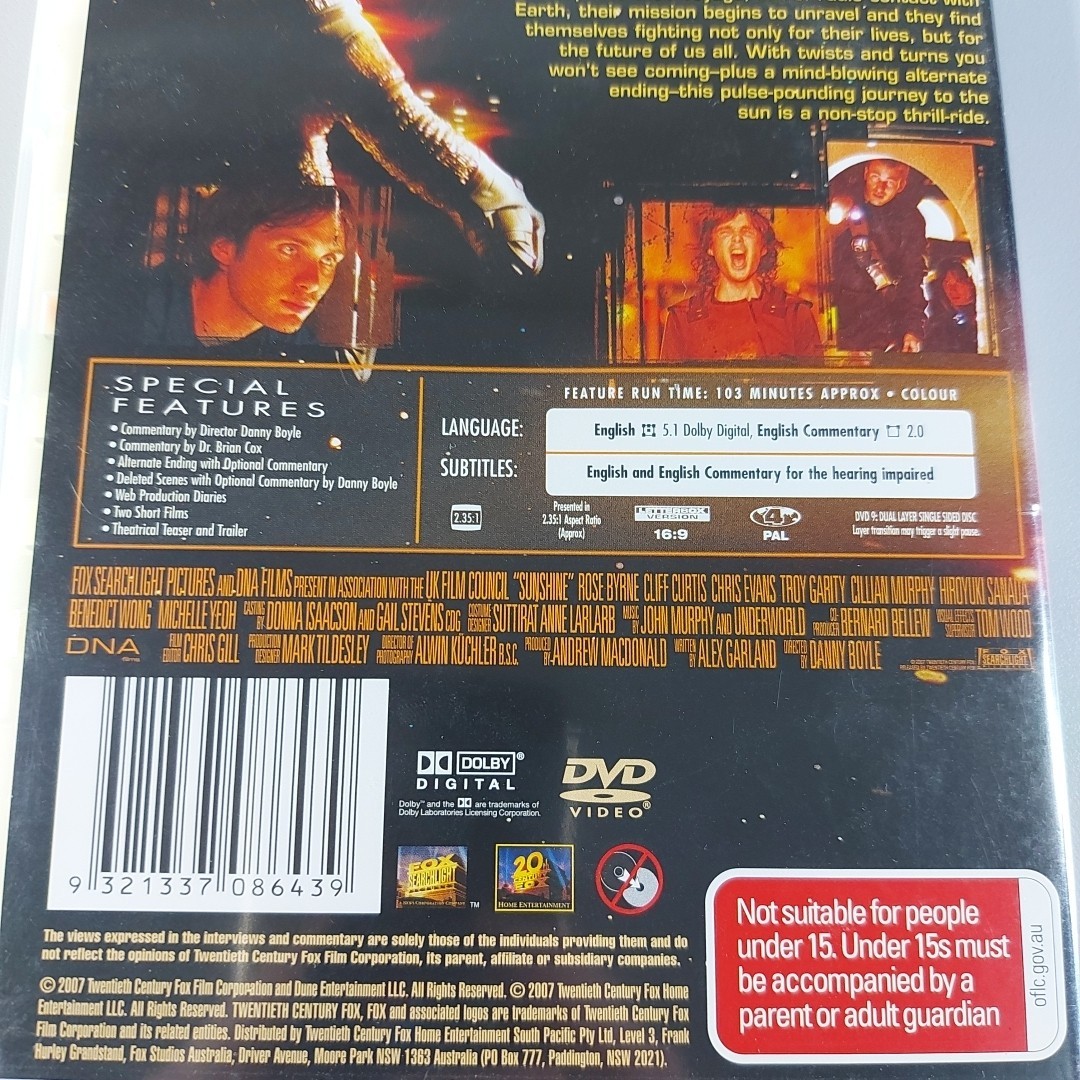 Earth, their mission begins to unravel and they find
themselves fighting not only for their lives, but for
the future of us all. With twists and turns you
won't see coming–plus a mind-blowing alternate
ending–this pulse-pounding journey to the
sun is a non-stop thrill-ride.
SPECIAL
FEATURES
• Commentary by Director Danny Boyle
• Commentary by Dr. Brian Cox
• Alternate Ending with Optional Commentary
• Deleted Scenes with Optional Commentary by Danny Boyle
• Web Production Diaries
• Two Short Films
• Theatrical Teaser and Trailer
FEATURE RUN TIME: 103 MINUTES APPROX • COLOUR
LANGUAGE:
English 5.1 Dolby Digital, English Commentary 2.0
SUBTITLES:
English and English Commentary for the hearing impaired
2.35:1
Presented in
2.35:1 Aspect Ratio
(Approx)
LETTERBOX
VERSION
16:9
4
PAL
DVD 9: DUAL LAYER SINGLE SIDED DISC
Layer transition may trigger a slight pause.
FOX SEARCHLIGHT PICTURES AND DNA FILMS PRESENT IN ASSOCIATION WITH THE UK FILM COUNCIL "SUNSHINE" ROSE BYRNE CLIFF CURTIS CHRIS EVANS TROY GARITY CILLIAN MURPHY HIROYUKI SANADA
BENEDICT WONG MICHELLE YEOH CASTING BY DONNA ISAACSON AND GAIL STEVENS CDG COSTUME DESIGNER SUTTIRAT ANNE LARLARB MUSIC BY JOHN MURPHY AND UNDERWORLD CO-PRODUCER BERNARD BELLEW VISUAL EFFECTS SUPERVISOR TOM WOOD
DNA films FILM EDITOR CHRIS GILL PRODUCTION DESIGNER MARK TILDESLEY DIRECTOR OF PHOTOGRAPHY ALWIN KÜCHLER B.S.C. PRODUCED BY ANDREW MACDONALD WRITTEN BY ALEX GARLAND DIRECTED BY DANNY BOYLE
FOX
SEARCHLIGHT
9 321337 086439
DOLBY®
DIGITAL
Dolby™ and the DD are trademarks of
Dolby Laboratories Licensing Corporation.
DVD
VIDEO®
FOX
SEARCHLIGHT
A NEWS CORPORATION COMPANY
TM
20
CENTURY
FOX
HOME ENTERTAINMENT
Not suitable for people
under 15. Under 15s must
be accompanied by a
parent or adult guardian
oflc.gov.au
The views expressed in the interviews and commentary are solely those of the individuals providing them and do
not reflect the opinions of Twentieth Century Fox Film Corporation, its parent, affiliate or subsidiary companies.
© 2007 Twentieth Century Fox Film Corporation and Dune Entertainment LLC. All Rights Reserved. © 2007 Twentieth Century Fox Home
Entertainment LLC. All Rights Reserved. TWENTIETH CENTURY FOX, FOX and associated logos are trademarks of Twentieth Century Fox
Film Corporation and its related entities. Distributed by Twentieth Century Fox Home Entertainment South Pacific Pty Ltd, Level 3, Frank
Hurley Grandstand, Fox Studios Australia, Driver Avenue, Moore Park NSW 1363 Australia (PO Box 777, Paddington, NSW 2021).